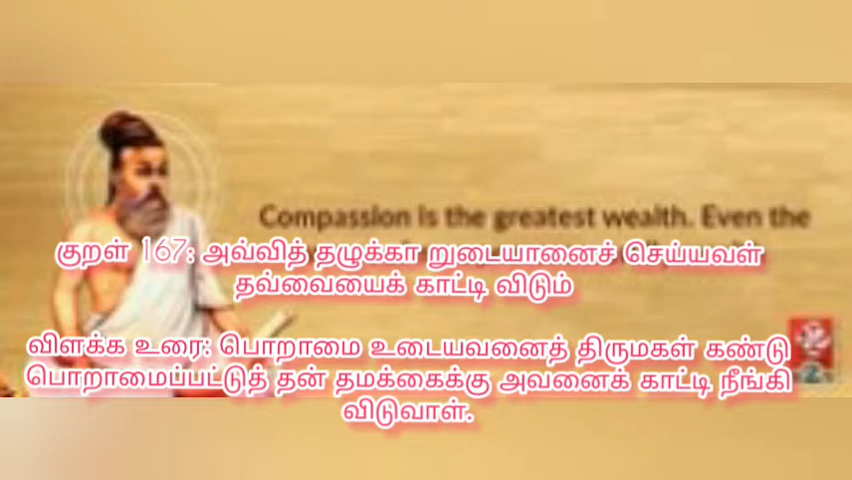 Compassion is the greatest wealth. Even the
குறள் 167: அவ்வித் தழுக்கா றுடையானைச் செய்யவள்
தவ்வையைக் காட்டி விடும்
விளக்க உரை: பொறாமை உடையவனைத் திருமகள் கண்டு
பொறாமைப்பட்டுத் தன் தமக்கைக்கு அவனைக் காட்டி நீங்கி
விடுவாள்.